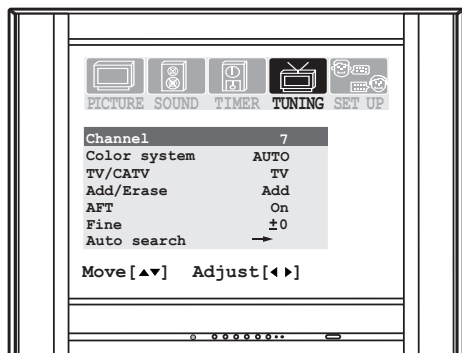 PICTURE SOUND TIMER TUNING SET UP
Channel 7
Color system AUTO
TV/CATV TV
Add/Erase Add
AFT On
Fine ±0
Auto search →
Move[▲▼] Adjust[◀ ▶]